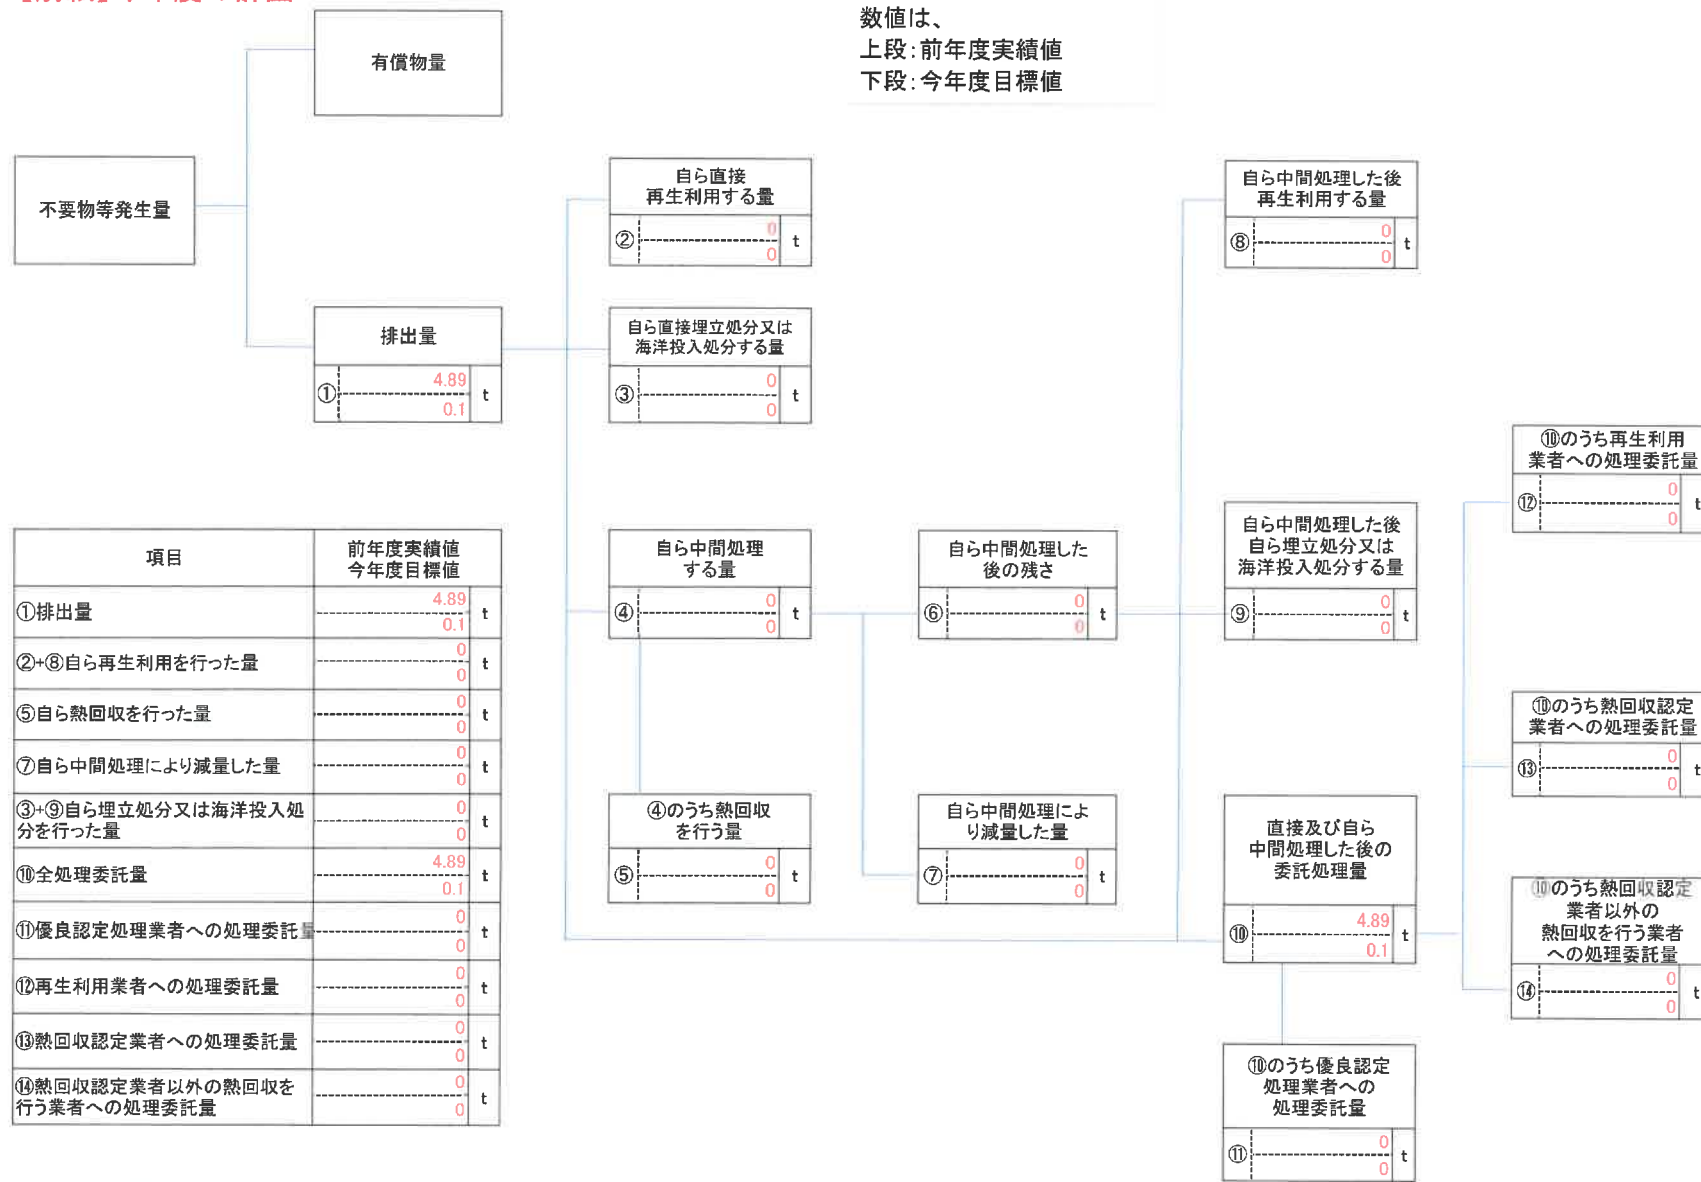 数値は、
上段：前年度実績値
下段：今年度目標値
有償物量
不要物等発生量
排出量
①
4.89
0.1
t
自ら直接
再生利用する量
②
0
0
t
自ら直接埋立処分又は
海洋投入処分する量
③
0
0
t
自ら中間処理
する量
④
0
0
t
④のうち熱回収
を行う量
⑤
0
0
t
自ら中間処理した
後の残さ
⑥
0
0
t
自ら中間処理によ
り減量した量
⑦
0
0
t
自ら中間処理した後
再生利用する量
⑧
0
0
t
自ら中間処理した後
自ら埋立処分又は
海洋投入処分する量
⑨
0
0
t
直接及び自ら
中間処理した後の
委託処理量
⑩
4.89
0.1
t
⑩のうち優良認定
処理業者への
処理委託量
⑪
0
0
t
⑩のうち再生利用
業者への処理委託量
⑫
0
0
t
⑩のうち熱回収認定
業者への処理委託量
⑬
0
0
t
⑩のうち熱回収認定
業者以外の
熱回収を行う業者
への処理委託量
⑭
0
0
t
項目
前年度実績値
今年度目標値
①排出量
4.89
0.1
t
②+⑧自ら再生利用を行った量
0
0
t
⑤自ら熱回収を行った量
0
0
t
⑦自ら中間処理により減量した量
0
0
t
③+⑨自ら埋立処分又は海洋投入処
分を行った量
0
0
t
⑩全処理委託量
4.89
0.1
t
⑪優良認定処理業者への処理委託量
0
0
t
⑫再生利用業者への処理委託量
0
0
t
⑬熱回収認定業者への処理委託量
0
0
t
⑭熱回収認定業者以外の熱回収を
行う業者への処理委託量
0
0
t